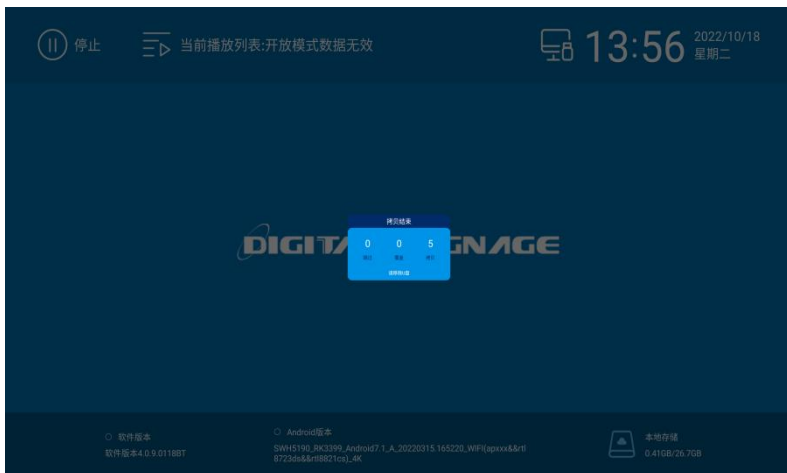 停止
当前播放列表:开放模式数据无效
13:56
2022/10/18
星期二
拷贝结束
DIGITA
GNAGE
0 0 5
○ 软件版本
软件版本4.0.9.0118BT
○ Android版本
SWH5190_RK3399_Android7.1_A_20220315.165220_WIFI(apxxx&&rtl
8723ds&&rtl8821cs)_4K
本地存储
0.41GB/26.7GB